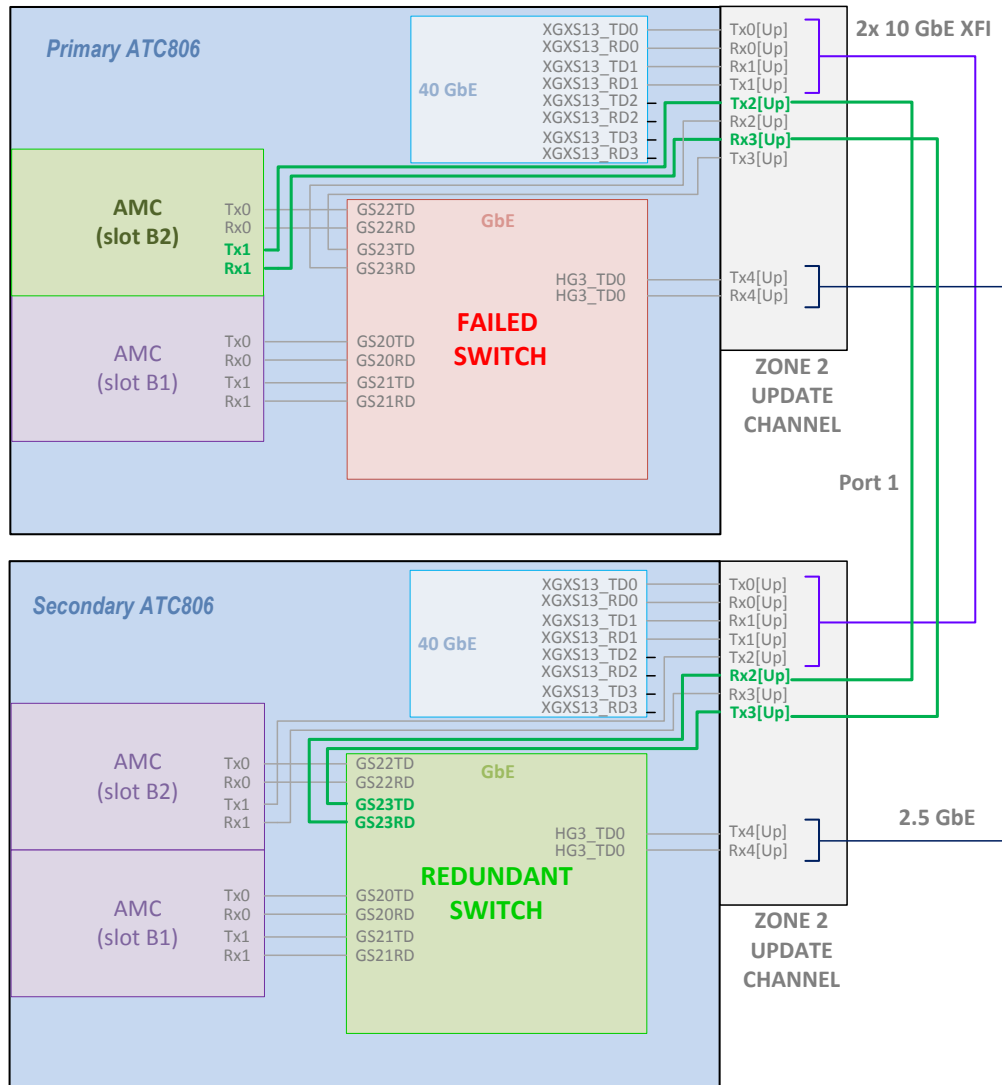 Primary ATC806
40 GbE
XGXS13_TD0
XGXS13_RD0
XGXS13_TD1
XGXS13_RD1
XGXS13_TD2
XGXS13_RD2
XGXS13_TD3
XGXS13_RD3
Tx0[Up]
Rx0[Up]
Rx1[Up]
Tx1[Up]
Tx2[Up]
Rx2[Up]
Rx3[Up]
Tx3[Up]
2x 10 GbE XFI
AMC
(slot B2)
Tx0
Rx0
Tx1
Rx1
GS22TD
GS22RD
GS23TD
GS23RD
GbE
HG3_TD0
HG3_TD0
Tx4[Up]
Rx4[Up]
FAILED
SWITCH
AMC
(slot B1)
Tx0
Rx0
Tx1
Rx1
GS20TD
GS20RD
GS21TD
GS21RD
ZONE 2
UPDATE
CHANNEL
Port 1
Secondary ATC806
40 GbE
XGXS13_TD0
XGXS13_RD0
XGXS13_TD1
XGXS13_RD1
XGXS13_TD2
XGXS13_RD2
XGXS13_TD3
XGXS13_RD3
Tx0[Up]
Rx0[Up]
Rx1[Up]
Tx1[Up]
Tx2[Up]
Rx2[Up]
Rx3[Up]
Tx3[Up]
AMC
(slot B2)
Tx0
Rx0
Tx1
Rx1
GS22TD
GS22RD
GS23TD
GS23RD
GbE
HG3_TD0
HG3_TD0
Tx4[Up]
Rx4[Up]
2.5 GbE
REDUNDANT
SWITCH
AMC
(slot B1)
Tx0
Rx0
Tx1
Rx1
GS20TD
GS20RD
GS21TD
GS21RD
ZONE 2
UPDATE
CHANNEL